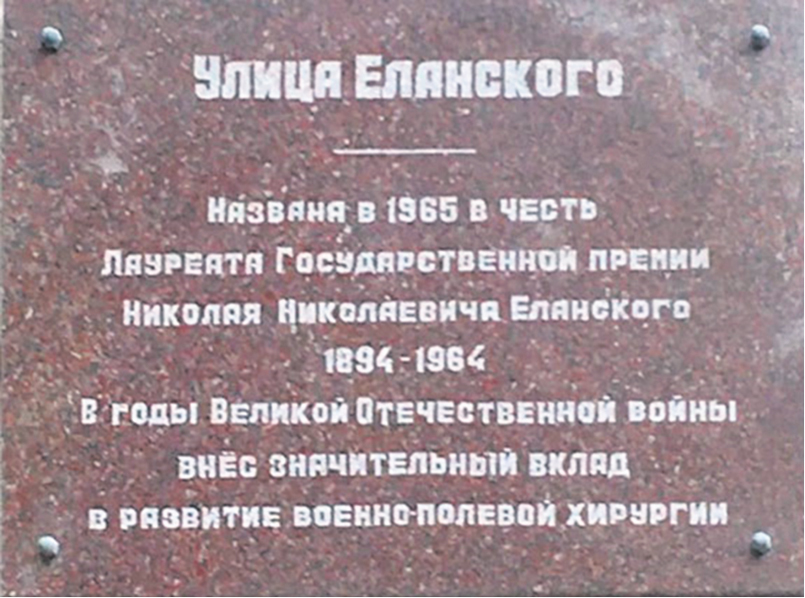 Улица Еланского
Названа в 1965 в честь
Лауреата Государственной премии
Николая Николаевича Еланского
1894-1964
В годы Великой Отечественной войны
внёс значительный вклад
в развитие военно-полевой хирургии